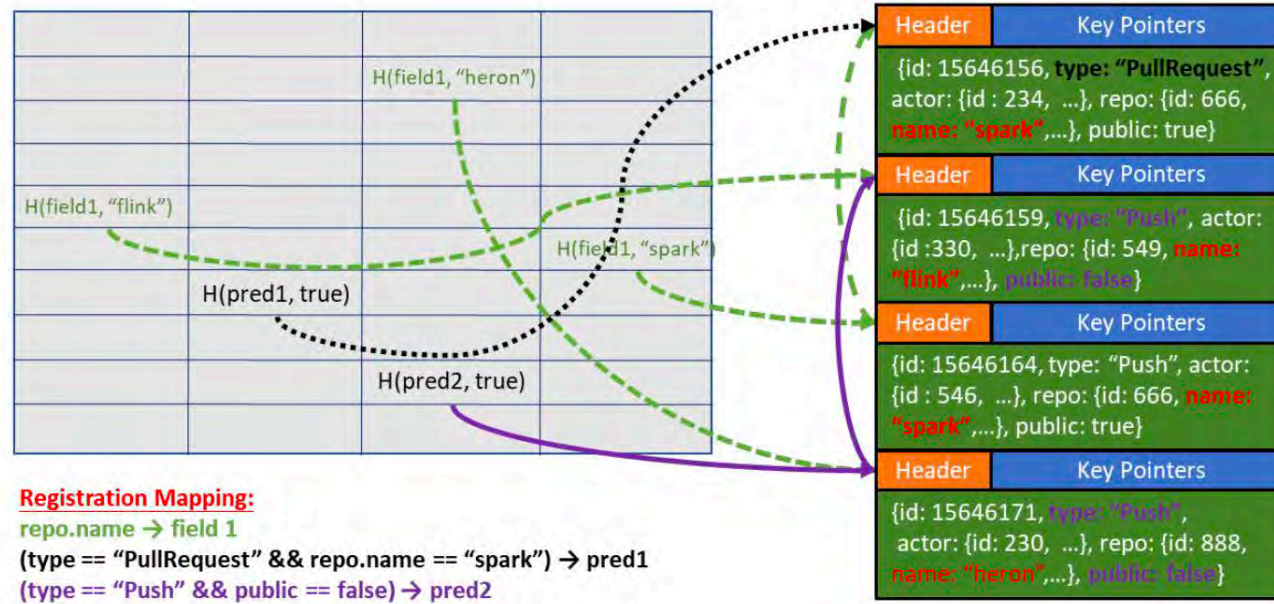 H(field1, “heron”)
H(field1, “flink”)
H(field1, “spark”)
H(pred1, true)
H(pred2, true)
Registration Mapping:
repo.name → field 1
(type == “PullRequest” && repo.name == “spark”) → pred1
(type == “Push” && public == false) → pred2
Header Key Pointers
{id: 15646156, type: “PullRequest”,
actor: {id : 234, ...}, repo: {id: 666,
name: “spark”,...}, public: true}
Header Key Pointers
{id: 15646159, type: “Push”, actor:
{id :330, ...},repo: {id: 549, name:
“flink”,...}, public: false}
Header Key Pointers
{id: 15646164, type: “Push”, actor:
{id : 546, ...}, repo: {id: 666, name:
“spark”,...}, public: true}
Header Key Pointers
{id: 15646171, type: “Push”,
actor: {id: 230, ...}, repo: {id: 888,
name: “heron”,...}, public: false}